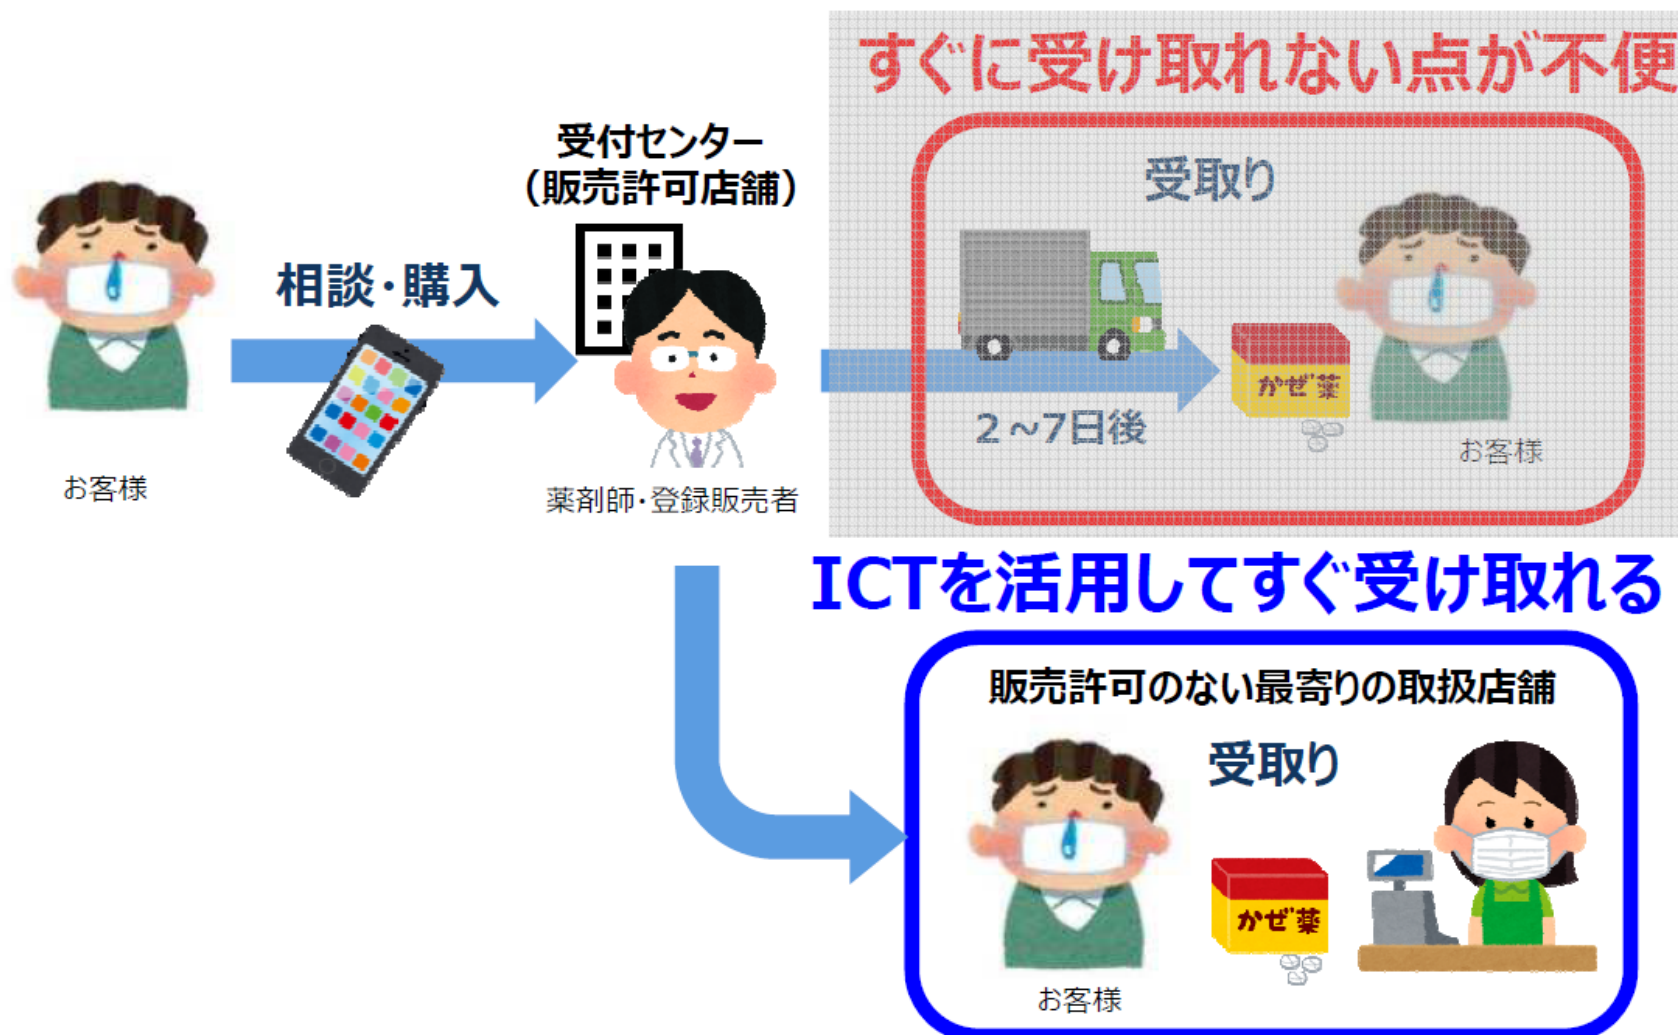 すぐに受け取れない点が不便
受付センター
（販売許可店舗）
受取り
相談・購入
かぜ薬
2～7日後
お客様
お客様
薬剤師・登録販売者
ICTを活用してすぐ受け取れる
販売許可のない最寄りの取扱店舗
受取り
かぜ薬
お客様